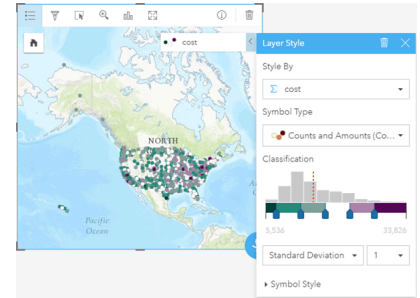 cost
Layer Style
Style By
Σ cost
Symbol Type
Counts and Amounts (Co...
Classification
5,536 33,826
Standard Deviation 1
Symbol Style
NORTH
Pacific
Ocean